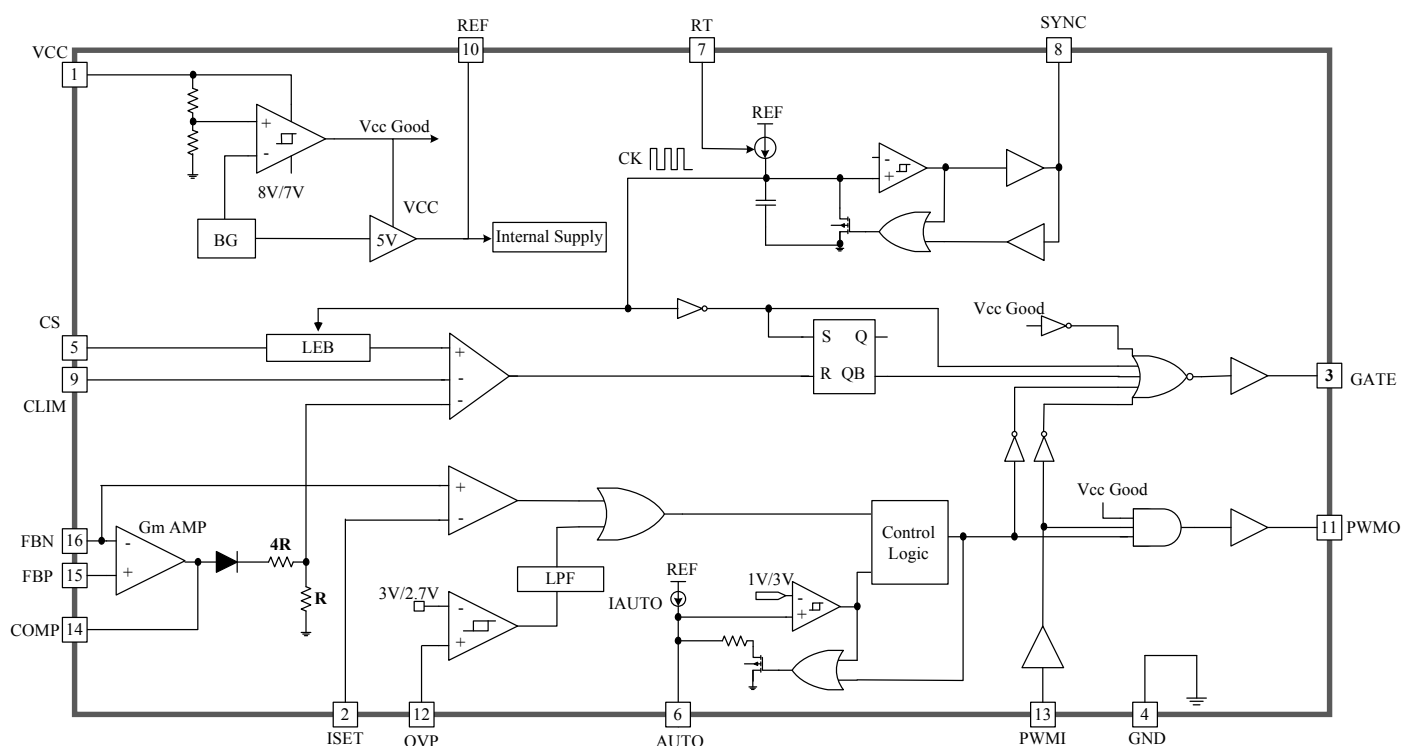 REF
10
RT
7
SYNC
8
VCC
1
+
-
8V/7V
Vcc Good
VCC
BG
5V
Internal Supply
REF
CK
-
+
CS
5
LEB
9
CLIM
+
-
-
S Q
R QB
Vcc Good
3
GATE
FBN
16
FBP
15
COMP
14
Gm AMP
-
+
4R
R
+
-
3V/2.7V
-
+
LPF
REF
IAUTO
1V/3V
-
+
Control
Logic
Vcc Good
11
PWMO
2
ISET
12
OVP
6
AUTO
13
PWMI
4
GND